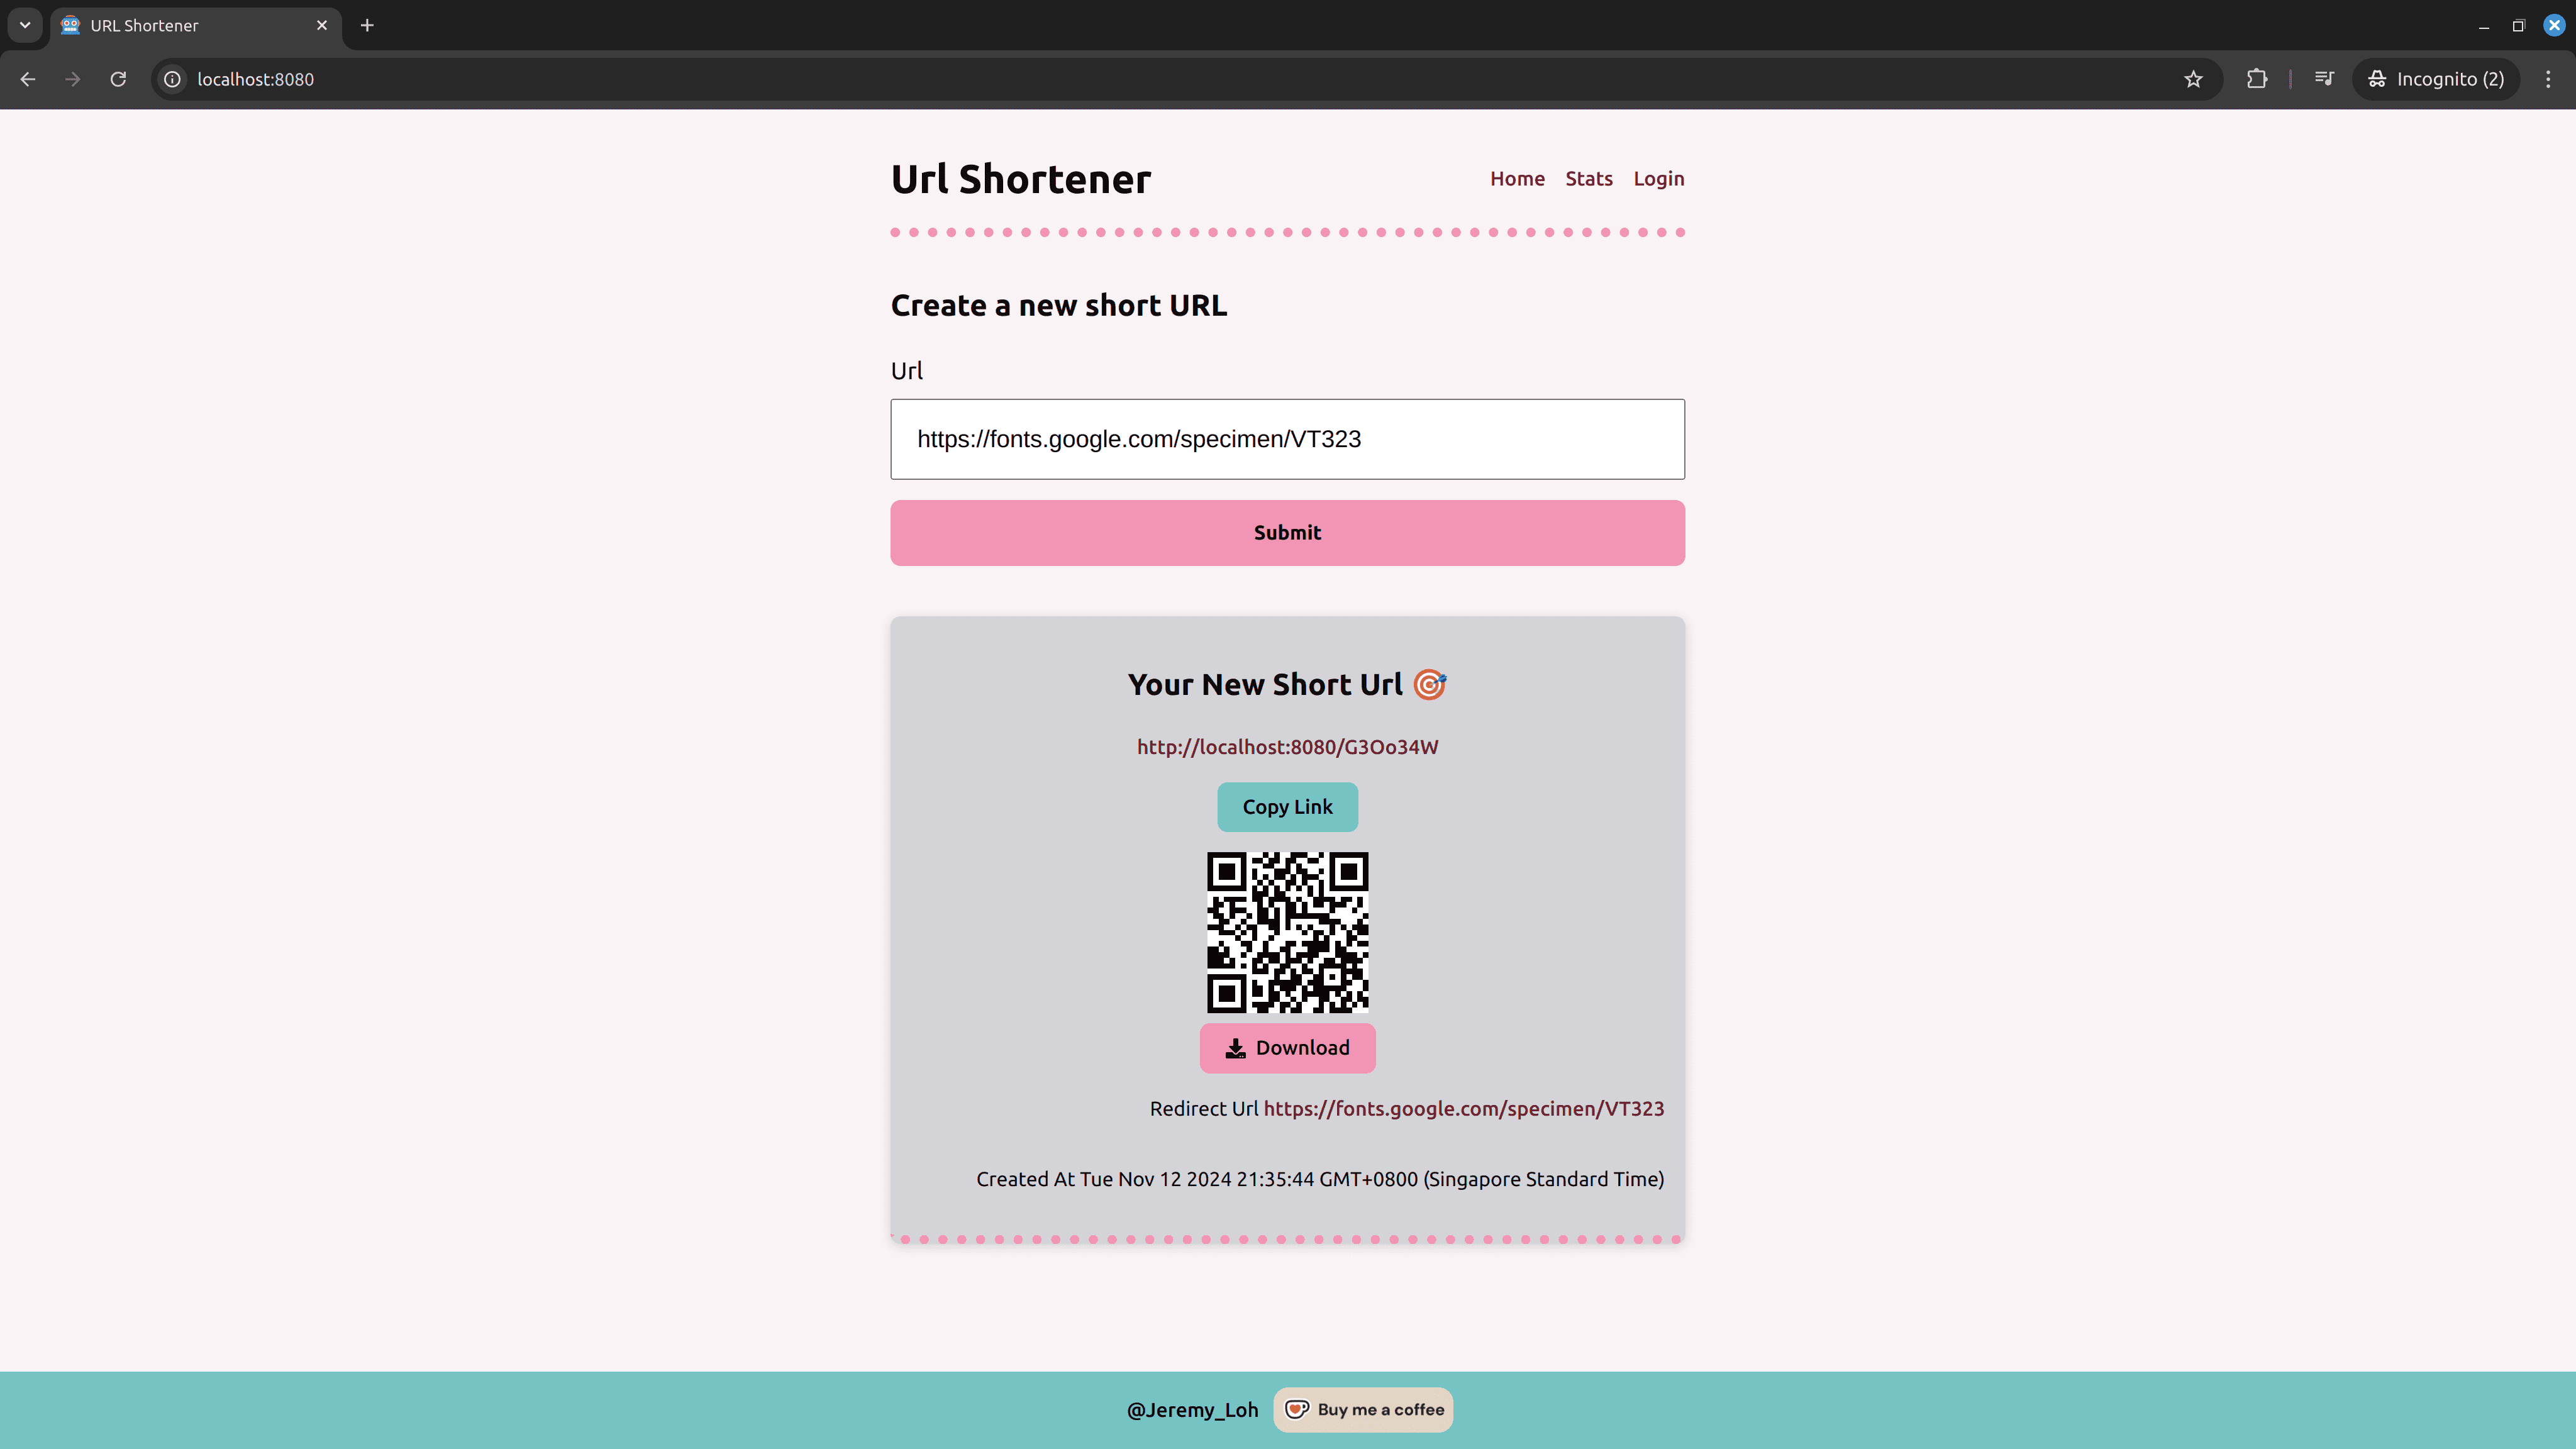 URL Shortener
localhost:8080
Incognito (2)
Url Shortener
Home Stats Login
Create a new short URL
Url
https://fonts.google.com/specimen/VT323
Submit
Your New Short Url 🎯
http://localhost:8080/G3Oo34W
Copy Link
Download
Redirect Url https://fonts.google.com/specimen/VT323
Created At Tue Nov 12 2024 21:35:44 GMT+0800 (Singapore Standard Time)
@Jeremy_Loh Buy me a coffee